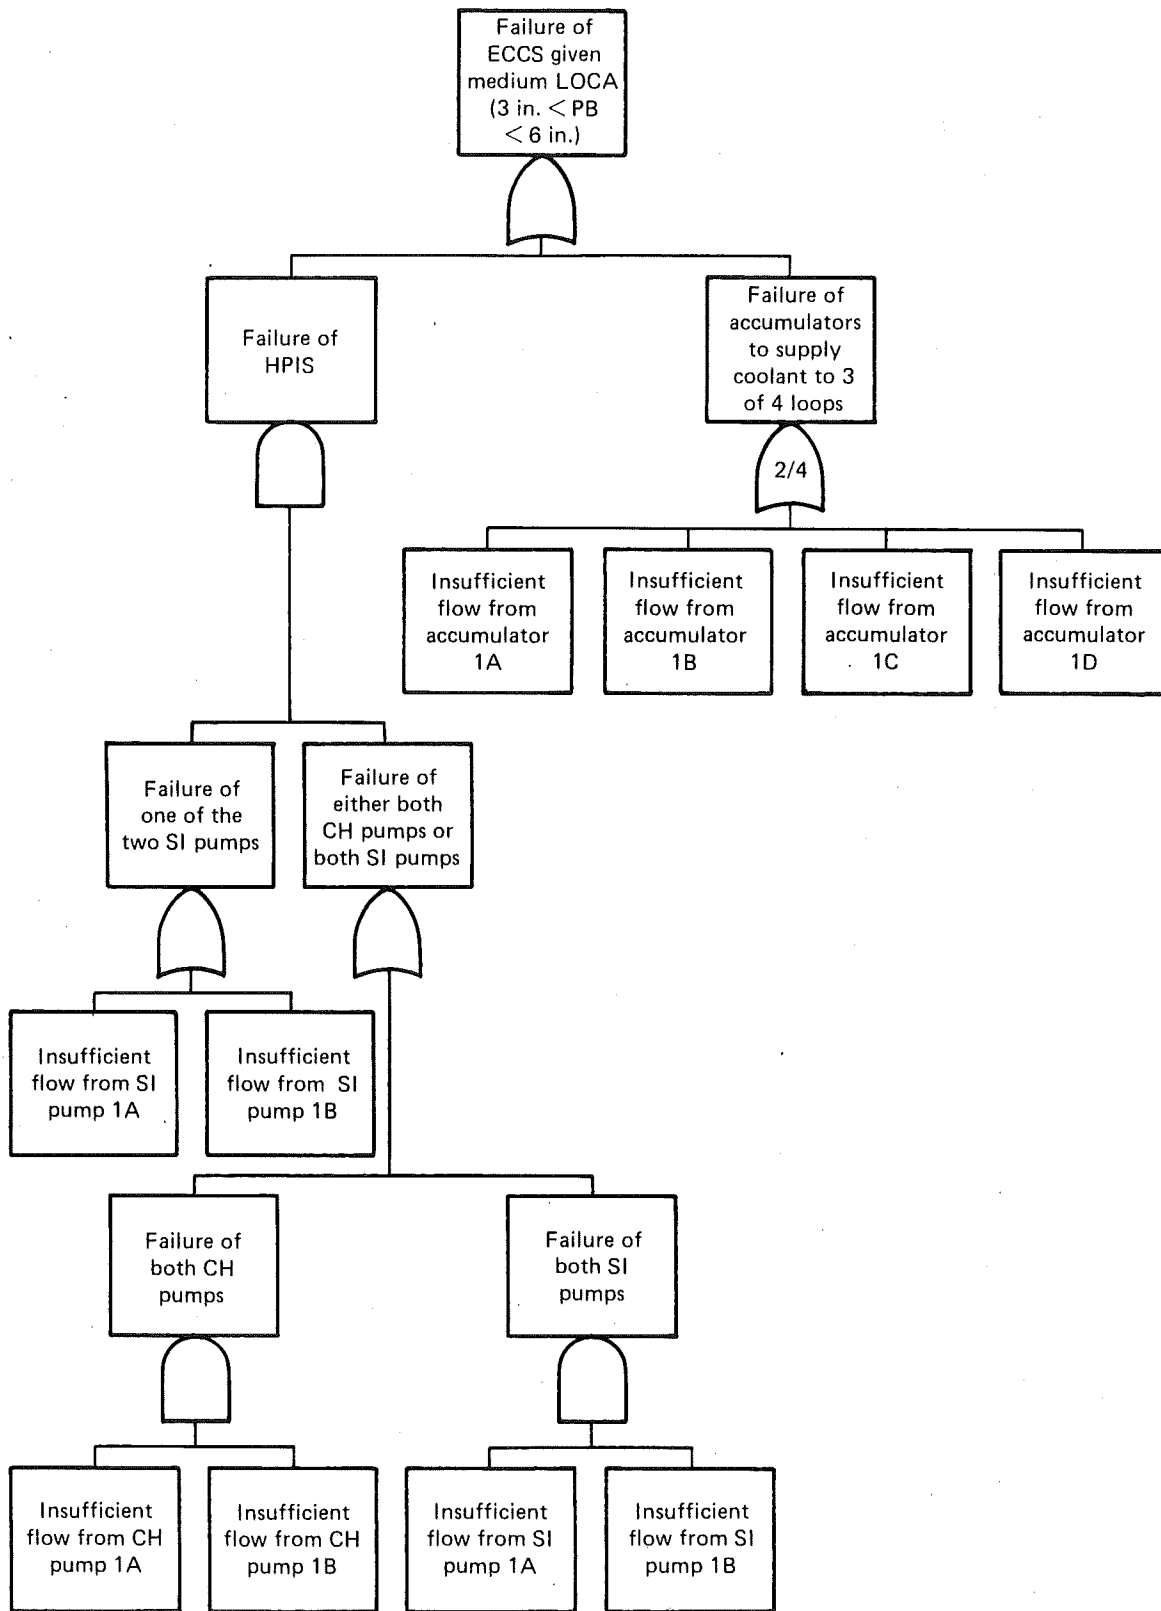 Failure of
ECCS given
medium LOCA
(3 in. < PB
< 6 in.)
Failure of
HPIS
Failure of
accumulators
to supply
coolant to 3
of 4 loops
2/4
Insufficient
flow from
accumulator
1A
Insufficient
flow from
accumulator
1B
Insufficient
flow from
accumulator
1C
Insufficient
flow from
accumulator
1D
Failure of
one of the
two SI pumps
Failure of
either both
CH pumps or
both SI pumps
Insufficient
flow from SI
pump 1A
Insufficient
flow from SI
pump 1B
Failure of
both CH
pumps
Failure of
both SI
pumps
Insufficient
flow from CH
pump 1A
Insufficient
flow from CH
pump 1B
Insufficient
flow from SI
pump 1A
Insufficient
flow from SI
pump 1B